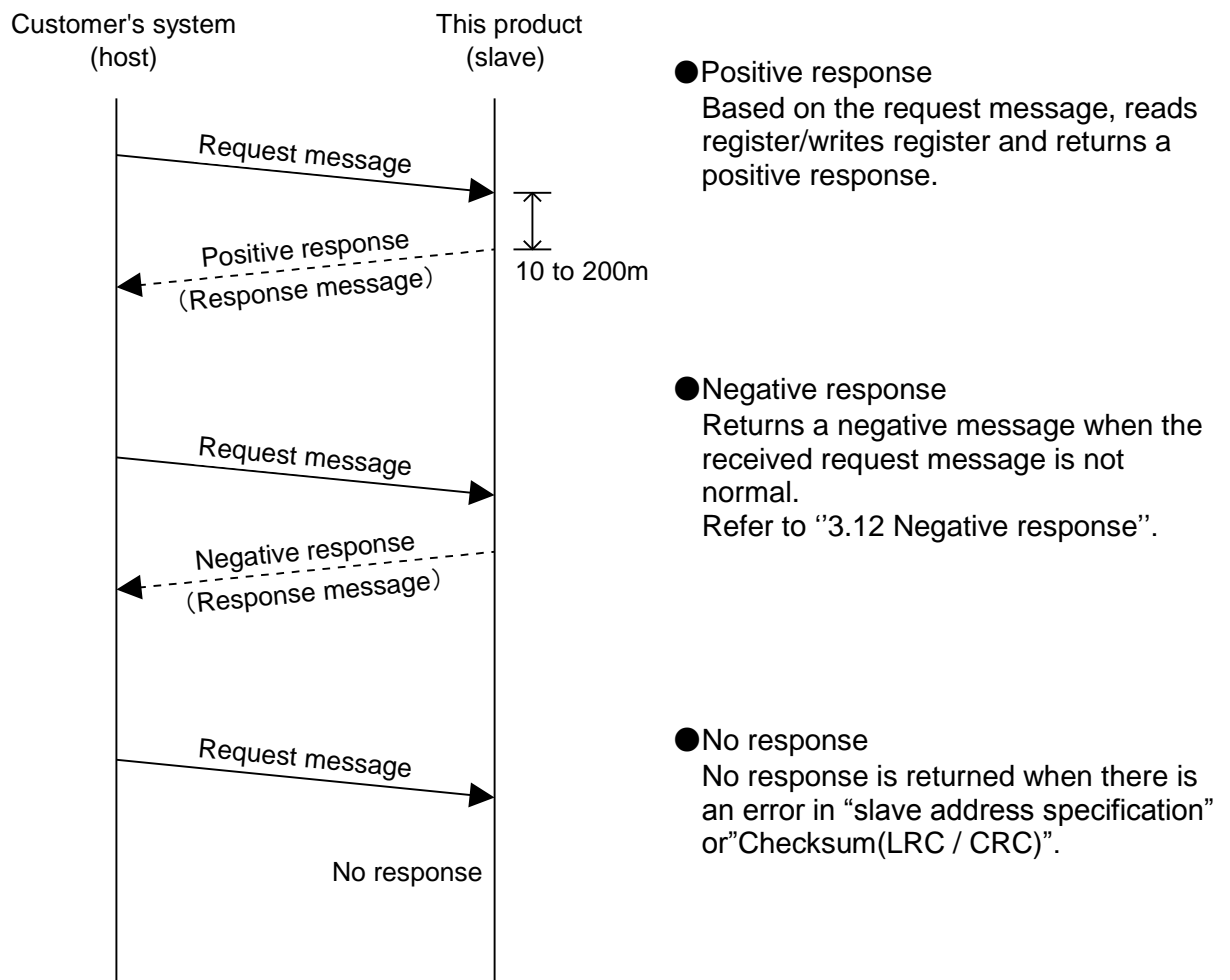 Customer's system
(host)
This product
(slave)
Request message
Positive response
（Response message）
10 to 200m
●Positive response
Based on the request message, reads
register/writes register and returns a
positive response.
Request message
Negative response
（Response message）
●Negative response
Returns a negative message when the
received request message is not
normal.
Refer to ‘’3.12 Negative response’’.
Request message
No response
●No response
No response is returned when there is
an error in “slave address specification”
or”Checksum(LRC / CRC)”.